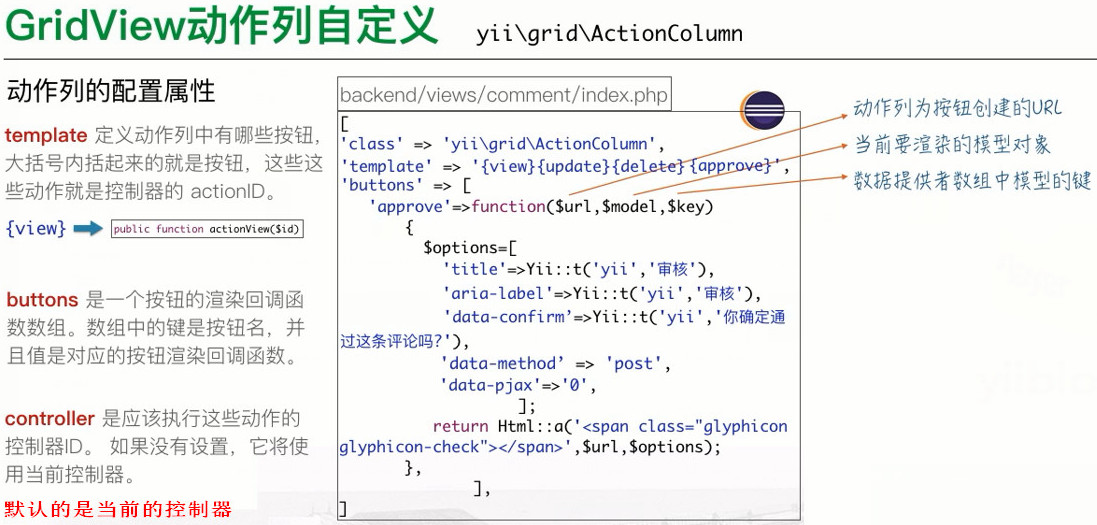 GridView动作列自定义 yii\grid\ActionColumn
动作列的配置属性
template 定义动作列中有哪些按钮,
大括号内括起来的就是按钮，这些这
些动作就是控制器的 actionID。
{view} public function actionView($id)
buttons 是一个按钮的渲染回调函
数数组。数组中的键是按钮名，并
且值是对应的按钮渲染回调函数。
controller 是应该执行这些动作的
控制器ID。 如果没有设置，它将使
用当前控制器。
默认的是当前的控制器
backend/views/comment/index.php
[
'class' => 'yii\grid\ActionColumn',
'template' => '{view}{update}{delete}{approve}',
'buttons' => [
'approve'=>function($url,$model,$key)
{
$options=[
'title'=>Yii::t('yii','审核'),
'aria-label'=>Yii::t('yii','审核'),
'data-confirm’=>Yii::t('yii','你确定通
过这条评论吗?'),
'data-method’ => 'post',
'data-pjax'=>'0',
];
return Html::a('<span class="glyphicon
glyphicon-check"></span>',$url,$options);
},
],
]
动作列为按钮创建的URL
当前要渲染的模型对象
数据提供者数组中模型的键